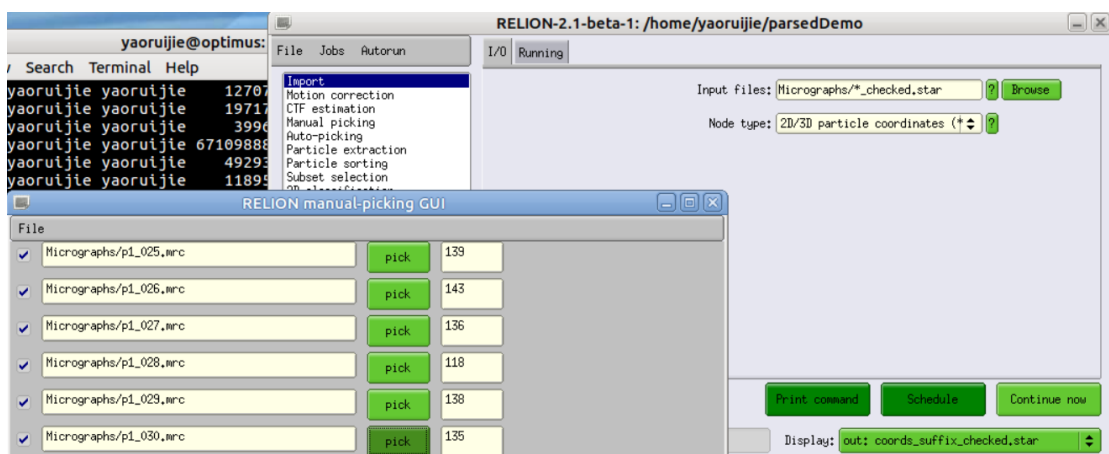 RELION-2.1-beta-1: /home/yaoruijie/parsedDemo
yaoruijie@optimus:
Search Terminal Help
yaoruijie yaoruijie 12707
yaoruijie yaoruijie 19717
yaoruijie yaoruijie 3996
yaoruijie yaoruijie 67109888
yaoruijie yaoruijie 49293
yaoruijie yaoruijie 11895
File Jobs Autorun
Import
Motion correction
CTF estimation
Manual picking
Auto-picking
Particle extraction
Particle sorting
Subset selection
2D classification
I/O Running
Input files: Micrographs/*_checked.star ? Browse
Node type: 2D/3D particle coordinates (* ?
RELION manual-picking GUI
File
Micrographs/p1_025.mrc pick 139
Micrographs/p1_026.mrc pick 143
Micrographs/p1_027.mrc pick 136
Micrographs/p1_028.mrc pick 118
Micrographs/p1_029.mrc pick 138
Micrographs/p1_030.mrc pick 135
Print command Schedule Continue now
Display: out: coords_suffix_checked.star